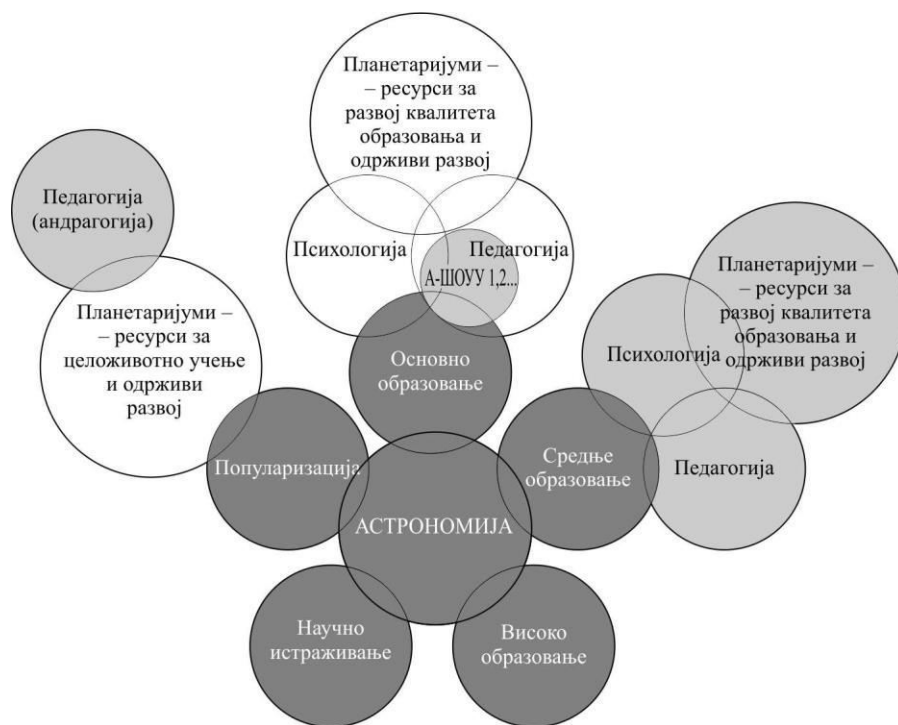 Планетаријуми –
– ресурси за
развој квалитета
образовања и
одрживи развој
Педагогија
(андрагогија)
Психологија
Педагогија
А-ШОУУ 1,2...
Планетаријуми –
– ресурси за
целоживотно учење
и одрживи
развој
Планетаријуми –
– ресурси за
развој квалитета
образовања и
одрживи развој
Психологија
Основно
образовање
Популаризација
Средње
образовање
Педагогија
АСТРОНОМИЈА
Научно
истраживање
Високо
образовање